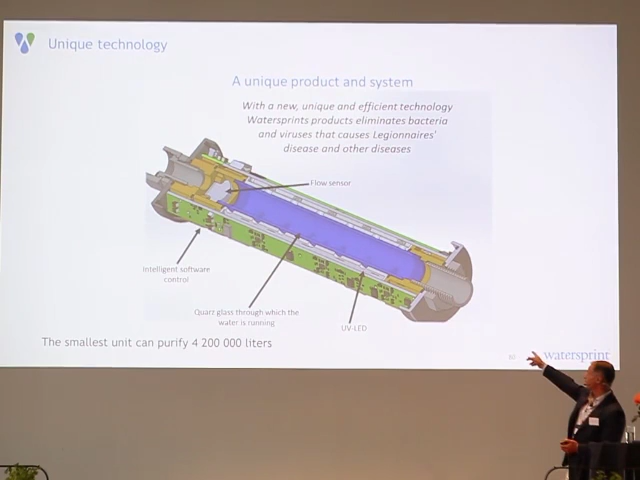 Unique technology
A unique product and system
With a new, unique and efficient technology
Watersprints products eliminates bacteria
and viruses that causes Legionnaires'
disease and other diseases
Flow sensor
Intelligent software
control
Quartz glass through which the
water is running
UV-LED
The smallest unit can purify 4 200 000 liters
watersprint